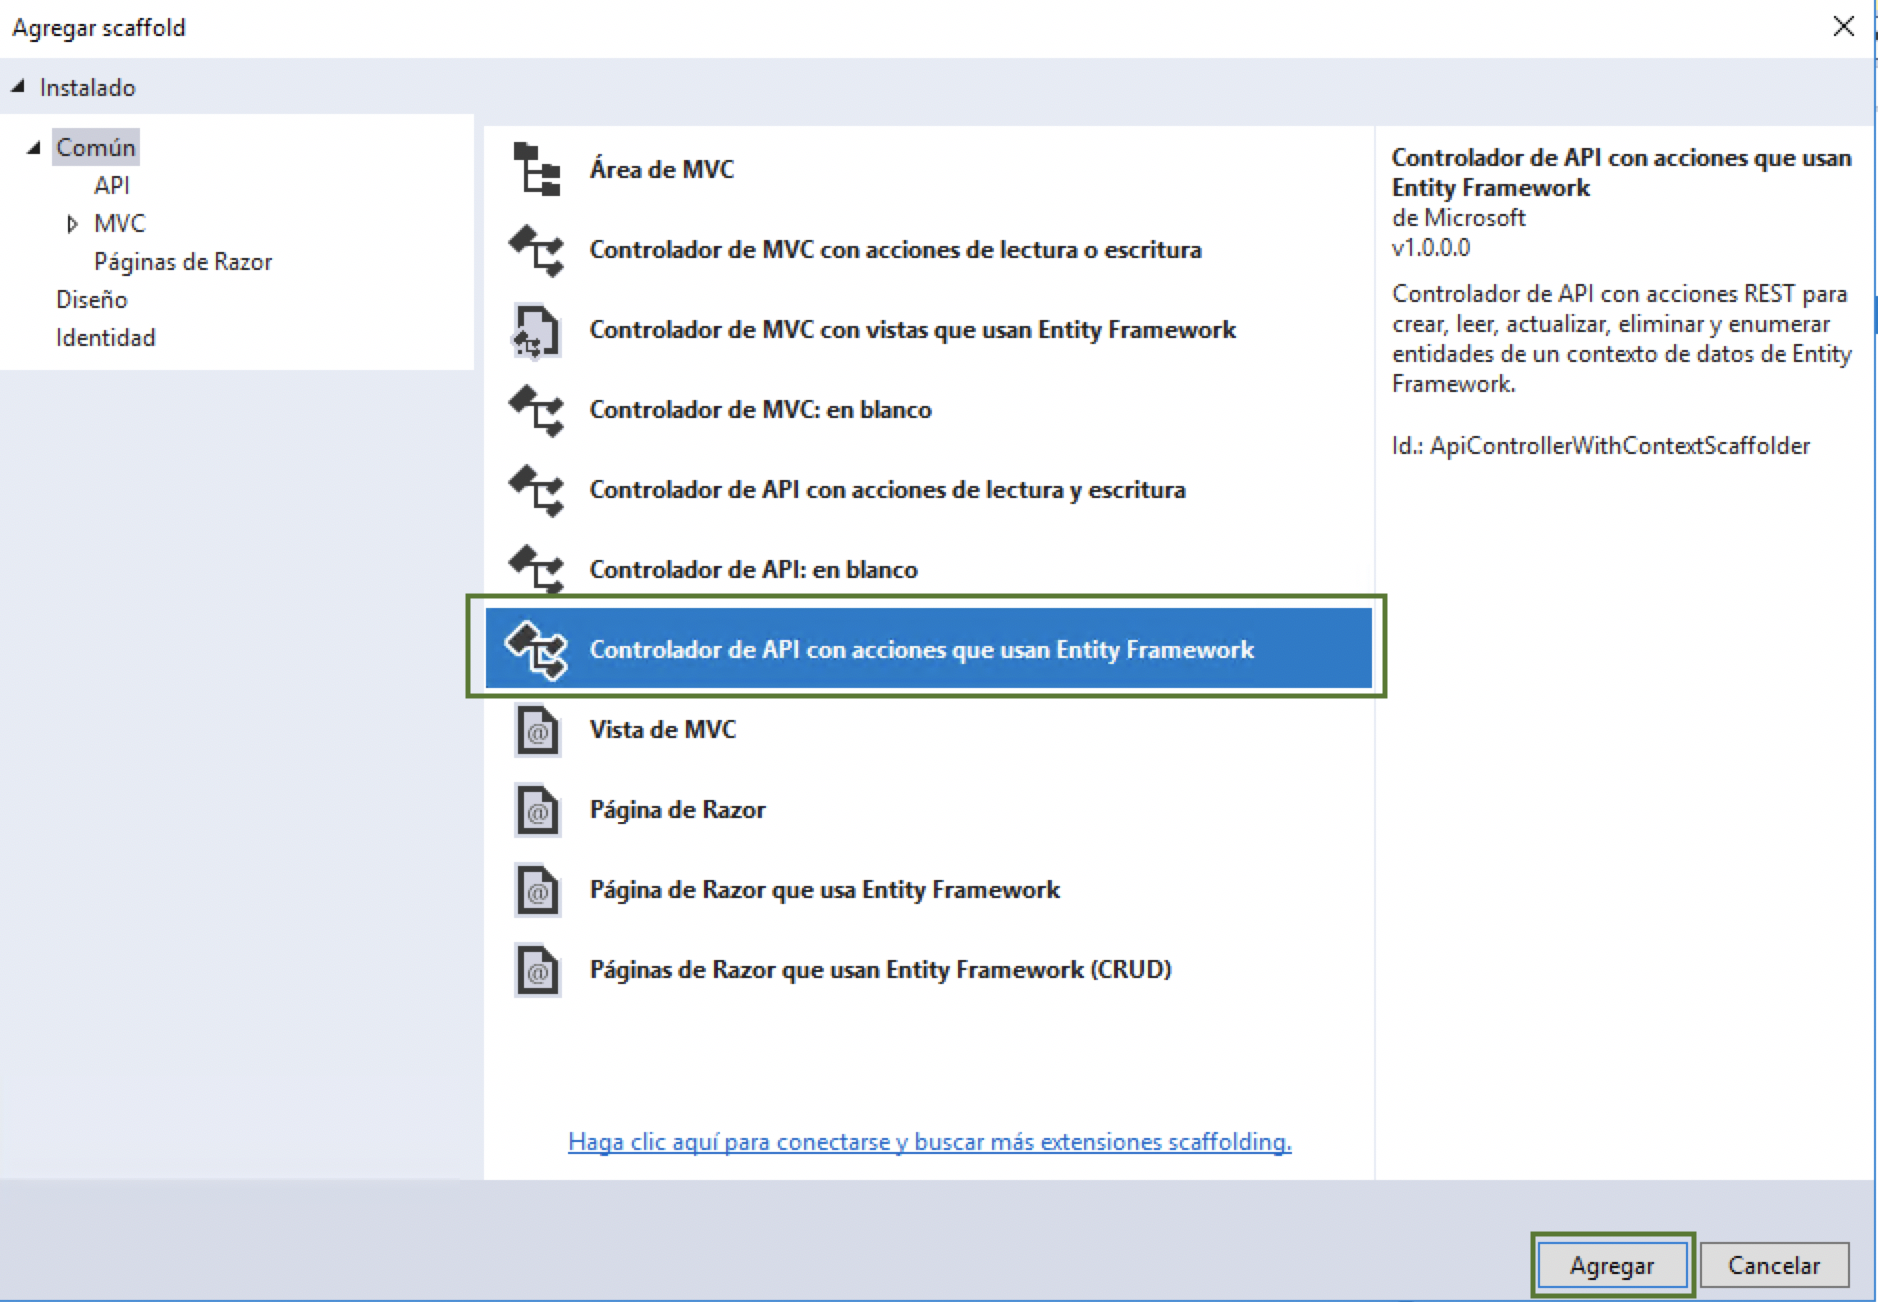 Agregar scaffold
Instalado
Común
API
MVC
Páginas de Razor
Diseño
Identidad
Área de MVC
Controlador de MVC con acciones de lectura o escritura
Controlador de MVC con vistas que usan Entity Framework
Controlador de MVC: en blanco
Controlador de API con acciones de lectura y escritura
Controlador de API: en blanco
Controlador de API con acciones que usan Entity Framework
Vista de MVC
Página de Razor
Página de Razor que usa Entity Framework
Páginas de Razor que usan Entity Framework (CRUD)
Haga clic aquí para conectarse y buscar más extensiones scaffolding.
Controlador de API con acciones que usan
Entity Framework
de Microsoft
v1.0.0.0
Controlador de API con acciones REST para
crear, leer, actualizar, eliminar y enumerar
entidades de un contexto de datos de Entity
Framework.
Id.: ApiControllerWithContextScaffolder
Agregar
Cancelar